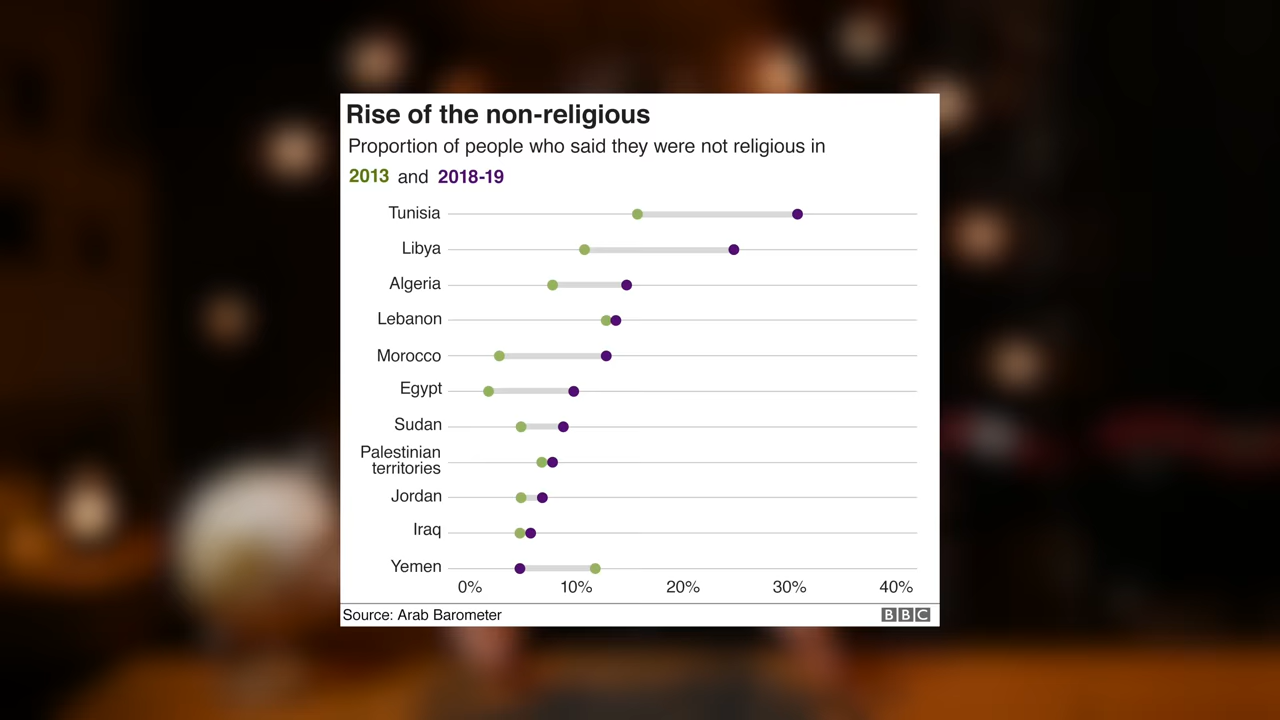 Rise of the non-religious
Proportion of people who said they were not religious in
2013 and 2018-19
Tunisia
Libya
Algeria
Lebanon
Morocco
Egypt
Sudan
Palestinian
territories
Jordan
Iraq
Yemen
0% 10% 20% 30% 40%
Source: Arab Barometer BBC